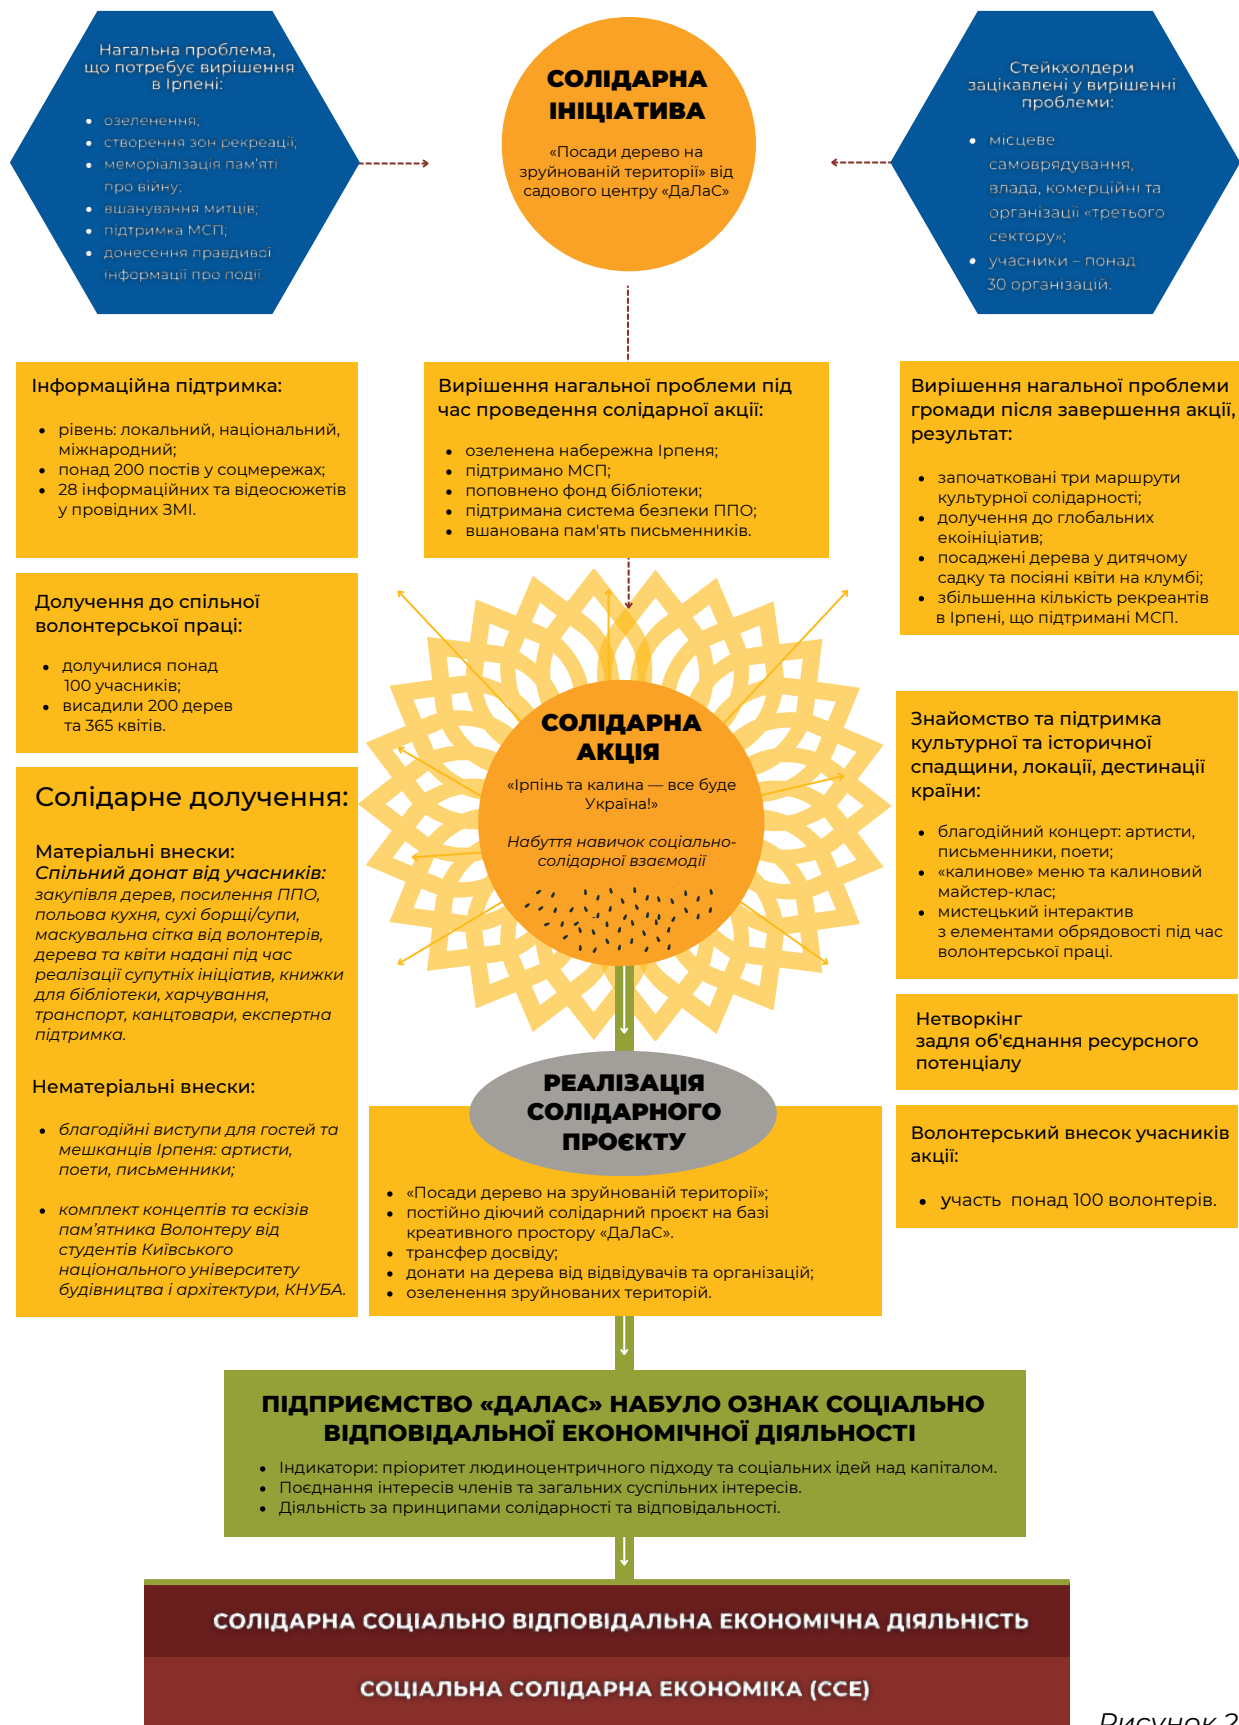 Нагальна проблема,
що потребує вирішення
в Ірпені:
озеленення;
створення зон рекреації;
меморіалізація пам'яті
про війну;
вшанування митців;
підтримка МСП;
донесення правдивої
інформації про події.
СОЛІДАРНА
ІНІЦІАТИВА
«Посади дерево на
зруйнованій території» від
садового центру «ДаЛаС»
Стейкхолдери
зацікавлені у вирішенні
проблеми:
місцеве
самоврядування,
влада, комерційні та
організації «третього
сектору»;
учасники – понад
30 організацій.
Інформаційна підтримка:
рівень: локальний, національний,
міжнародний;
понад 200 постів у соцмережах;
28 інформаційних та відеосюжетів
у провідних ЗМІ.
Вирішення нагальної проблеми під
час проведення солідарної акції:
озеленена набережна Ірпеня;
підтримано МСП;
поповнено фонд бібліотеки;
підтримана система безпеки ППО;
вшанована пам'ять письменників.
Вирішення нагальної проблеми
громади після завершення акції,
результат:
започатковані три маршрути
культурної солідарності;
долучення до глобальних
екоініціатив;
посаджені дерева у дитячому
садку та посіяні квіти на клумбі;
збільшенна кількість рекреантів
в Ірпені, що підтримані МСП.
Долучення до спільної
волонтерської праці:
долучилися понад
100 учасників;
висадили 200 дерев
та 365 квітів.
СОЛІДАРНА
АКЦІЯ
«Ірпінь та калина — все буде
Україна!»
Набуття навичок соціально-
солідарної взаємодії
Знайомство та підтримка
культурної та історичної
спадщини, локації, дестинації
країни:
благодійний концерт: артисти,
письменники, поети;
«калинове» меню та калиновий
майстер-клас;
мистецький інтерактив
з елементами обрядовості під час
волонтерської праці.
Солідарне долучення:
Матеріальні внески:
Спільний донат від учасників:
закупівля дерев, посилення ППО,
польова кухня, сухі борщі/супи,
маскувальна сітка від волонтерів,
дерева та квіти надані під час
реалізації супутніх ініціатив, книжки
для бібліотеки, харчування,
транспорт, канцтовари, експертна
підтримка.
Нематеріальні внески:
благодійні виступи для гостей та
мешканців Ірпеня: артисти,
поети, письменники;
комплект концептів та ескізів
пам'ятника Волонтеру від
студентів Київського
національного університету
будівництва і архітектури, КНУБА.
Нетворкінг
задля об'єднання ресурсного
потенціалу
Волонтерський внесок учасників
акції:
участь понад 100 волонтерів.
РЕАЛІЗАЦІЯ
СОЛІДАРНОГО
ПРОЄКТУ
«Посади дерево на зруйнованій території»;
постійно діючий солідарний проєкт на базі
креативного простору «ДаЛаС».
трансфер досвіду;
донати на дерева від відвідувачів та організацій;
озеленення зруйнованих територій.
ПІДПРИЄМСТВО «ДАЛАС» НАБУЛО ОЗНАК СОЦІАЛЬНО
ВІДПОВІДАЛЬНОЇ ЕКОНОМІЧНОЇ ДІЯЛЬНОСТІ
Індикатори: пріоритет людиноцентричного підходу та соціальних ідей над капіталом.
Поєднання інтересів членів та загальних суспільних інтересів.
Діяльність за принципами солідарності та відповідальності.
СОЛІДАРНА СОЦІАЛЬНО ВІДПОВІДАЛЬНА ЕКОНОМІЧНА ДІЯЛЬНІСТЬ
СОЦІАЛЬНА СОЛІДАРНА ЕКОНОМІКА (ССЕ)
Рисунок 2